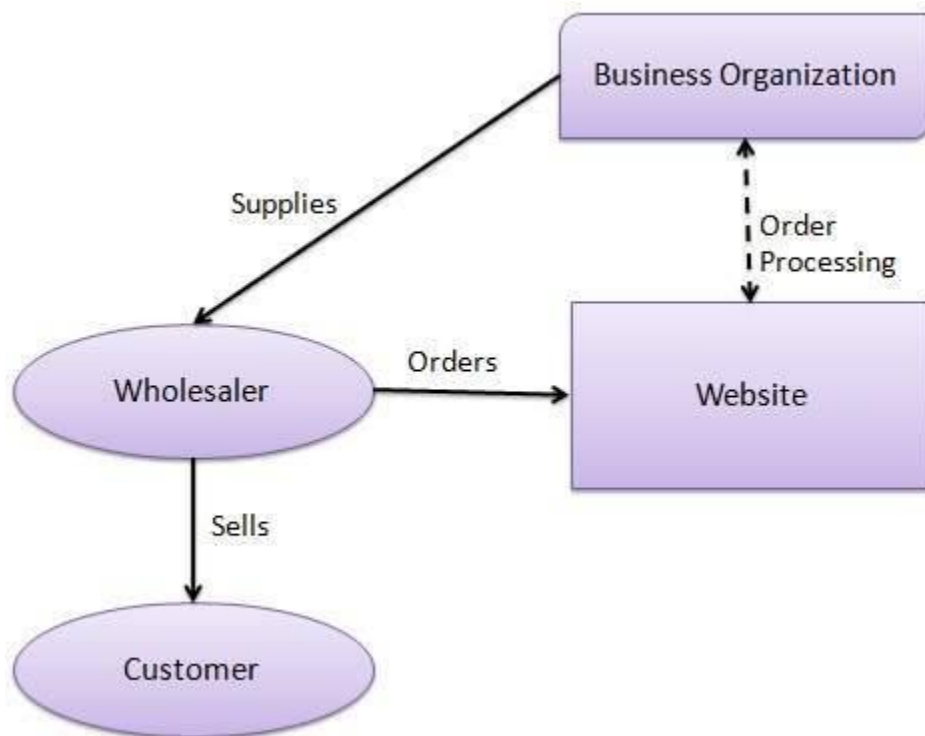 Business Organization
Supplies
Order
Processing
Orders
Wholesaler
Website
Sells
Customer